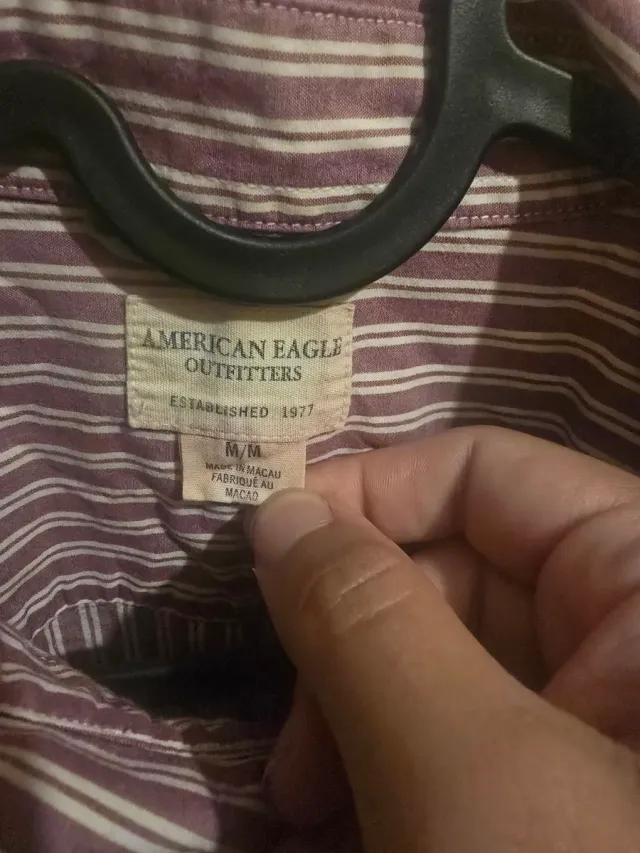 AMERICAN EAGLE
OUTFITTERS
ESTABLISHED 1977
M/M
MADE IN MACAU
FABRIQUÉ AU
MACAO